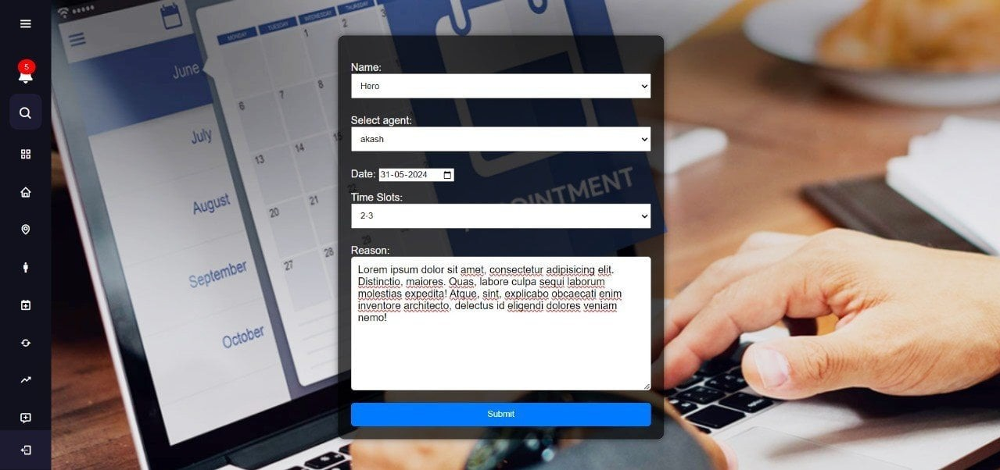 5
MONDAY
TUESDAY
WEDNESDAY
THURSDAY
1
2
3
6
7
8
13
14
20
21
27
28
June
July
August
September
October
OINTMENT
Name:
Hero
Select agent:
akash
Date: 31-05-2024
Time Slots:
2-3
Reason:
Lorem ipsum dolor sit amet, consectetur adipisicing elit.
Distinctio, maiores. Quas, labore culpa sequi laborum
molestias expedita! Atque, sint, explicabo obcaecati enim
inventore architecto, delectus id eligendi dolores veniam
nemo!
Submit